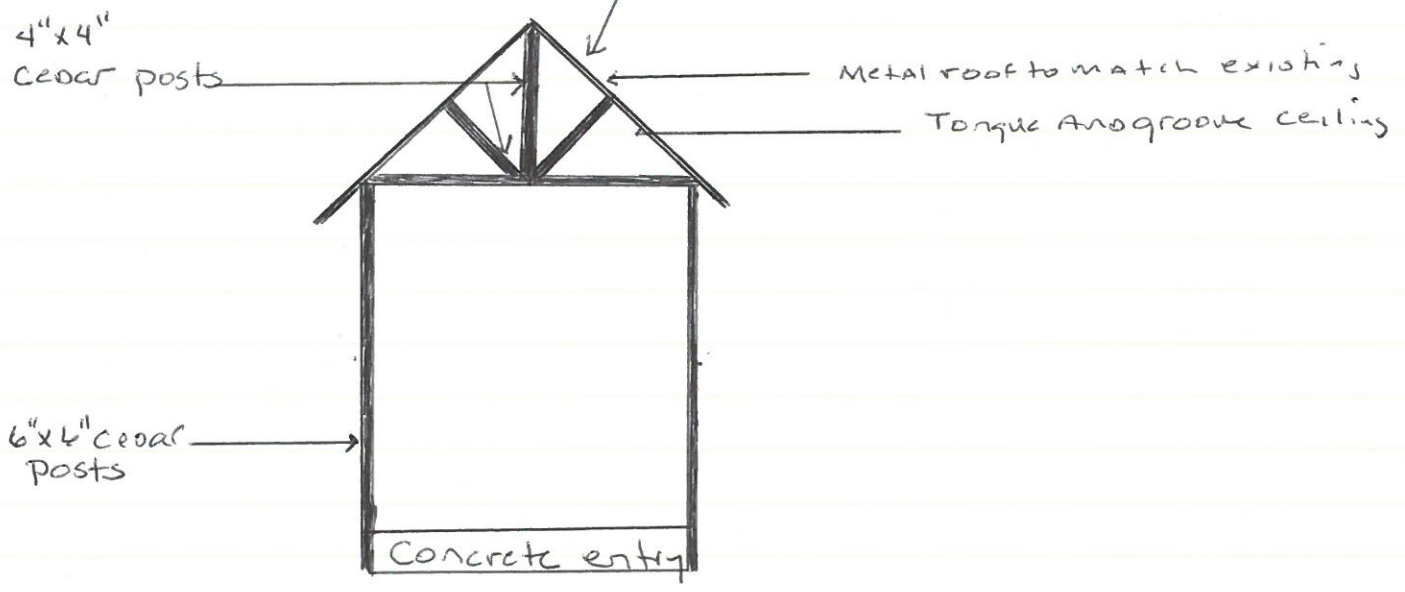 4"x4"
Cedar posts
Metal roof to match existing
Tongue And groove ceiling
6"x6" Cedar
posts
Concrete entry